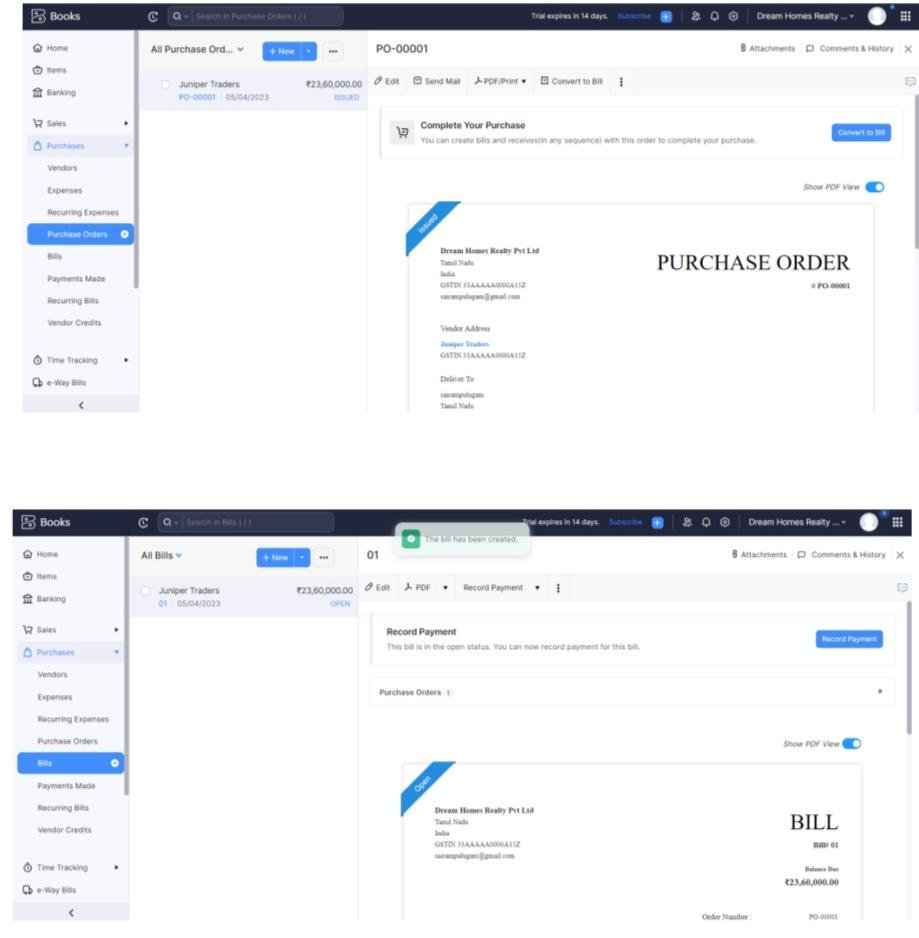 Books
Search in Purchase Orders ( / )
Trial expires in 14 days. Subscribe
Dream Homes Realty ...
Home
Items
Banking
Sales
Purchases
Vendors
Expenses
Recurring Expenses
Purchase Orders
Bills
Payments Made
Recurring Bills
Vendor Credits
Time Tracking
e-Way Bills
All Purchase Ord...
+ New
Juniper Traders ₹23,60,000.00
PO-00001 05/04/2023 ISSUED
PO-00001
Attachments Comments & History
Edit Send Mail PDF/Print Convert to Bill
Complete Your Purchase
You can create bills and receives(in any sequence) with this order to complete your purchase.
Convert to Bill
Show PDF View
Issued
Dream Homes Realty Pvt Ltd
Tamil Nadu
India
GSTIN 33AAAAA0000A15Z
sairampulugam@gmail.com
PURCHASE ORDER
# PO-00001
Vendor Address
Juniper Traders
GSTIN 33AAAAA0000A15Z
Deliver To
sairampulugam
Tamil Nadu
Books
Search in Bills ( / )
The bill has been created.
Trial expires in 14 days. Subscribe
Dream Homes Realty ...
Home
Items
Banking
Sales
Purchases
Vendors
Expenses
Recurring Expenses
Purchase Orders
Bills
Payments Made
Recurring Bills
Vendor Credits
Time Tracking
e-Way Bills
All Bills
+ New
Juniper Traders ₹23,60,000.00
01 05/04/2023 OPEN
01
Attachments Comments & History
Edit PDF Record Payment
Record Payment
This bill is in the open status. You can now record payment for this bill.
Record Payment
Purchase Orders 1
Show PDF View
Open
Dream Homes Realty Pvt Ltd
Tamil Nadu
India
GSTIN 33AAAAA0000A15Z
sairampulugam@gmail.com
BILL
Bill# 01
Balance Due
₹23,60,000.00
Order Number : PO-00001